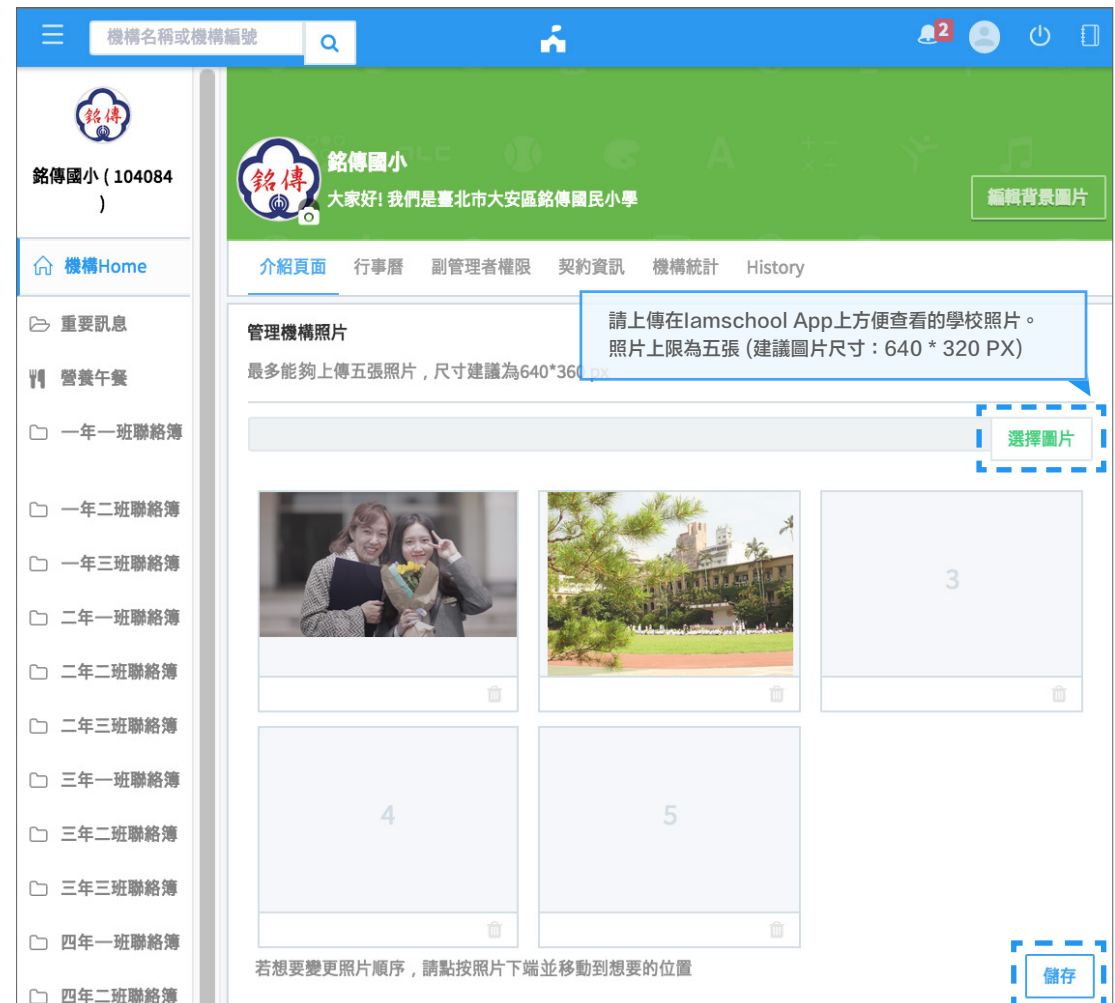 機構名稱或機構編號
2
銘傳
銘傳國小 ( 104084
)
機構Home
重要訊息
營養午餐
一年一班聯絡簿
一年二班聯絡簿
一年三班聯絡簿
二年一班聯絡簿
二年二班聯絡簿
二年三班聯絡簿
三年一班聯絡簿
三年二班聯絡簿
三年三班聯絡簿
四年一班聯絡簿
四年二班聯絡簿
銘傳
銘傳國小
大家好! 我們是臺北市大安區銘傳國民小學
編輯背景圖片
介紹頁面 行事曆 副管理者權限 契約資訊 機構統計 History
請上傳在Iamschool App上方便查看的學校照片。
照片上限為五張 (建議圖片尺寸：640 * 320 PX)
管理機構照片
最多能夠上傳五張照片，尺寸建議為640*360 px
選擇圖片
3
4
5
若想要變更照片順序，請點按照片下端並移動到想要的位置
儲存